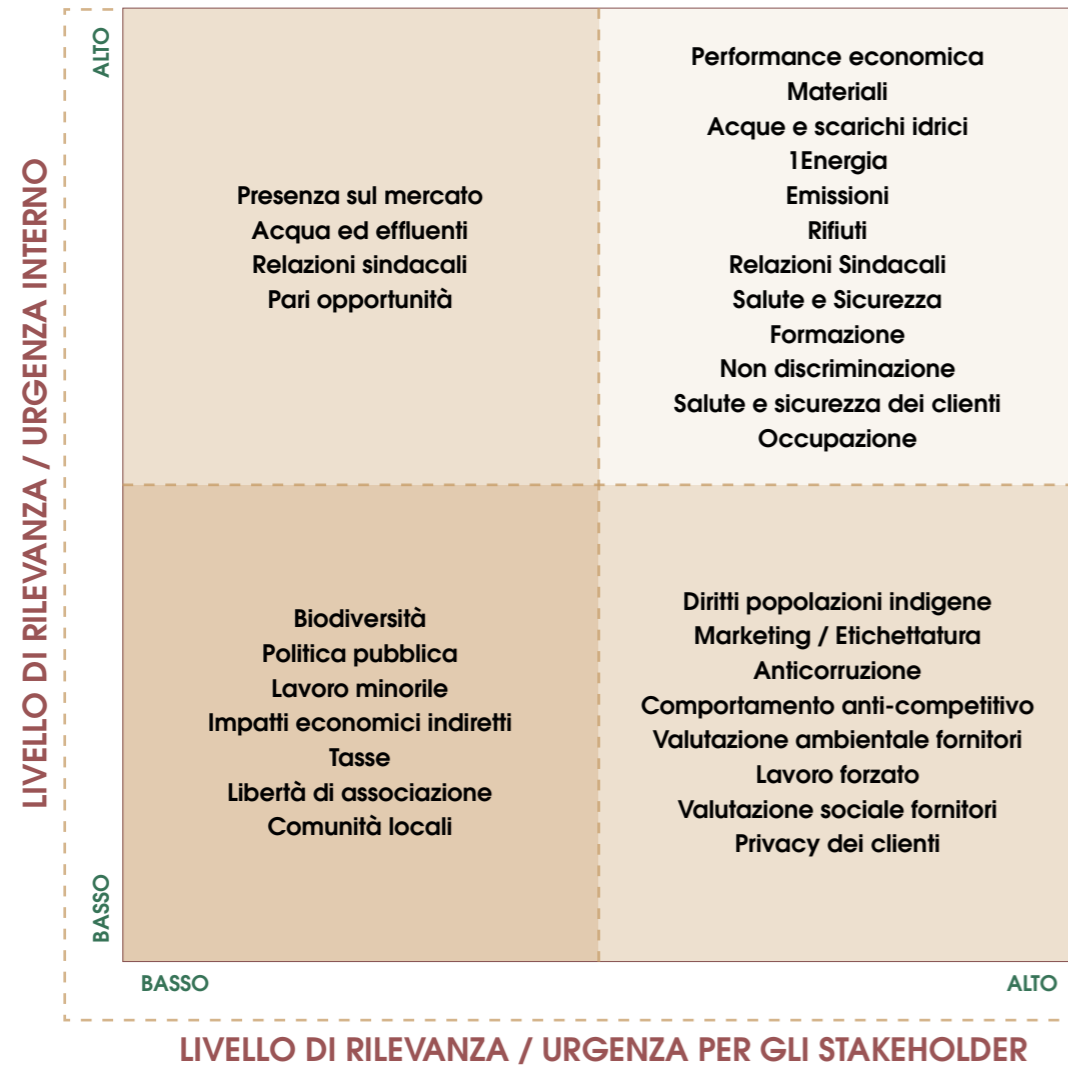 LIVELLO DI RILEVANZA / URGENZA INTERNO
ALTO
Presenza sul mercato
Acqua ed effluenti
Relazioni sindacali
Pari opportunità
Performance economica
Materiali
Acque e scarichi idrici
1Energia
Emissioni
Rifiuti
Relazioni Sindacali
Salute e Sicurezza
Formazione
Non discriminazione
Salute e sicurezza dei clienti
Occupazione
Biodiversità
Politica pubblica
Lavoro minorile
Impatti economici indiretti
Tasse
Libertà di associazione
Comunità locali
Diritti popolazioni indigene
Marketing / Etichettatura
Anticorruzione
Comportamento anti-competitivo
Valutazione ambientale fornitori
Lavoro forzato
Valutazione sociale fornitori
Privacy dei clienti
BASSO
BASSO
ALTO
LIVELLO DI RILEVANZA / URGENZA PER GLI STAKEHOLDER